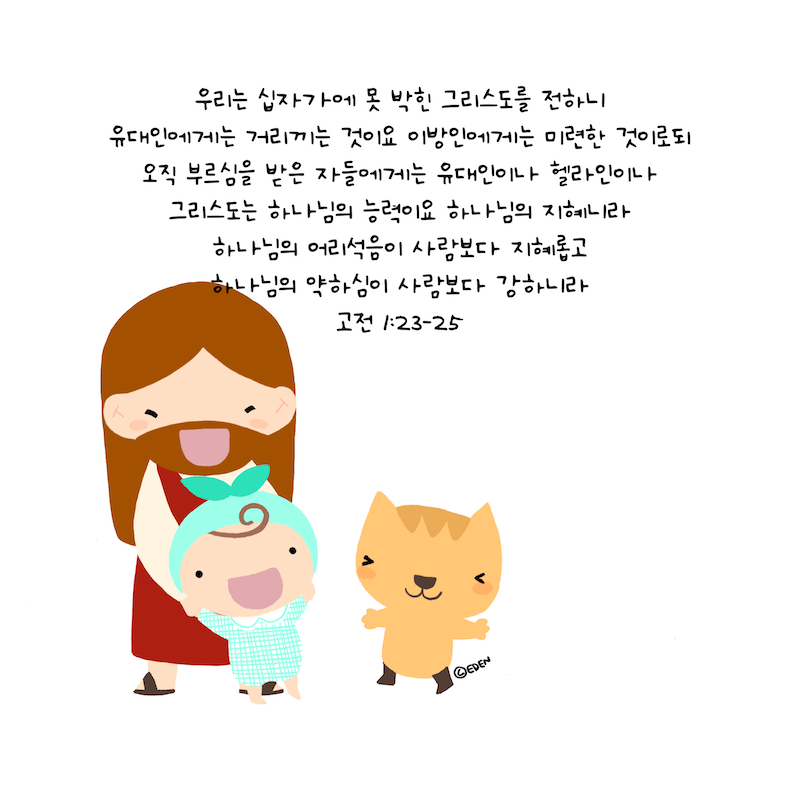 우리는 십자가에 못 박힌 그리스도를 전하니
유대인에게는 거리끼는 것이요 이방인에게는 미련한 것이로되
오직 부르심을 받은 자들에게는 유대인이나 헬라인이나
그리스도는 하나님의 능력이요 하나님의 지혜니라
하나님의 어리석음이 사람보다 지혜롭고
하나님의 약하심이 사람보다 강하니라
고전 1:23-25
©EDEN